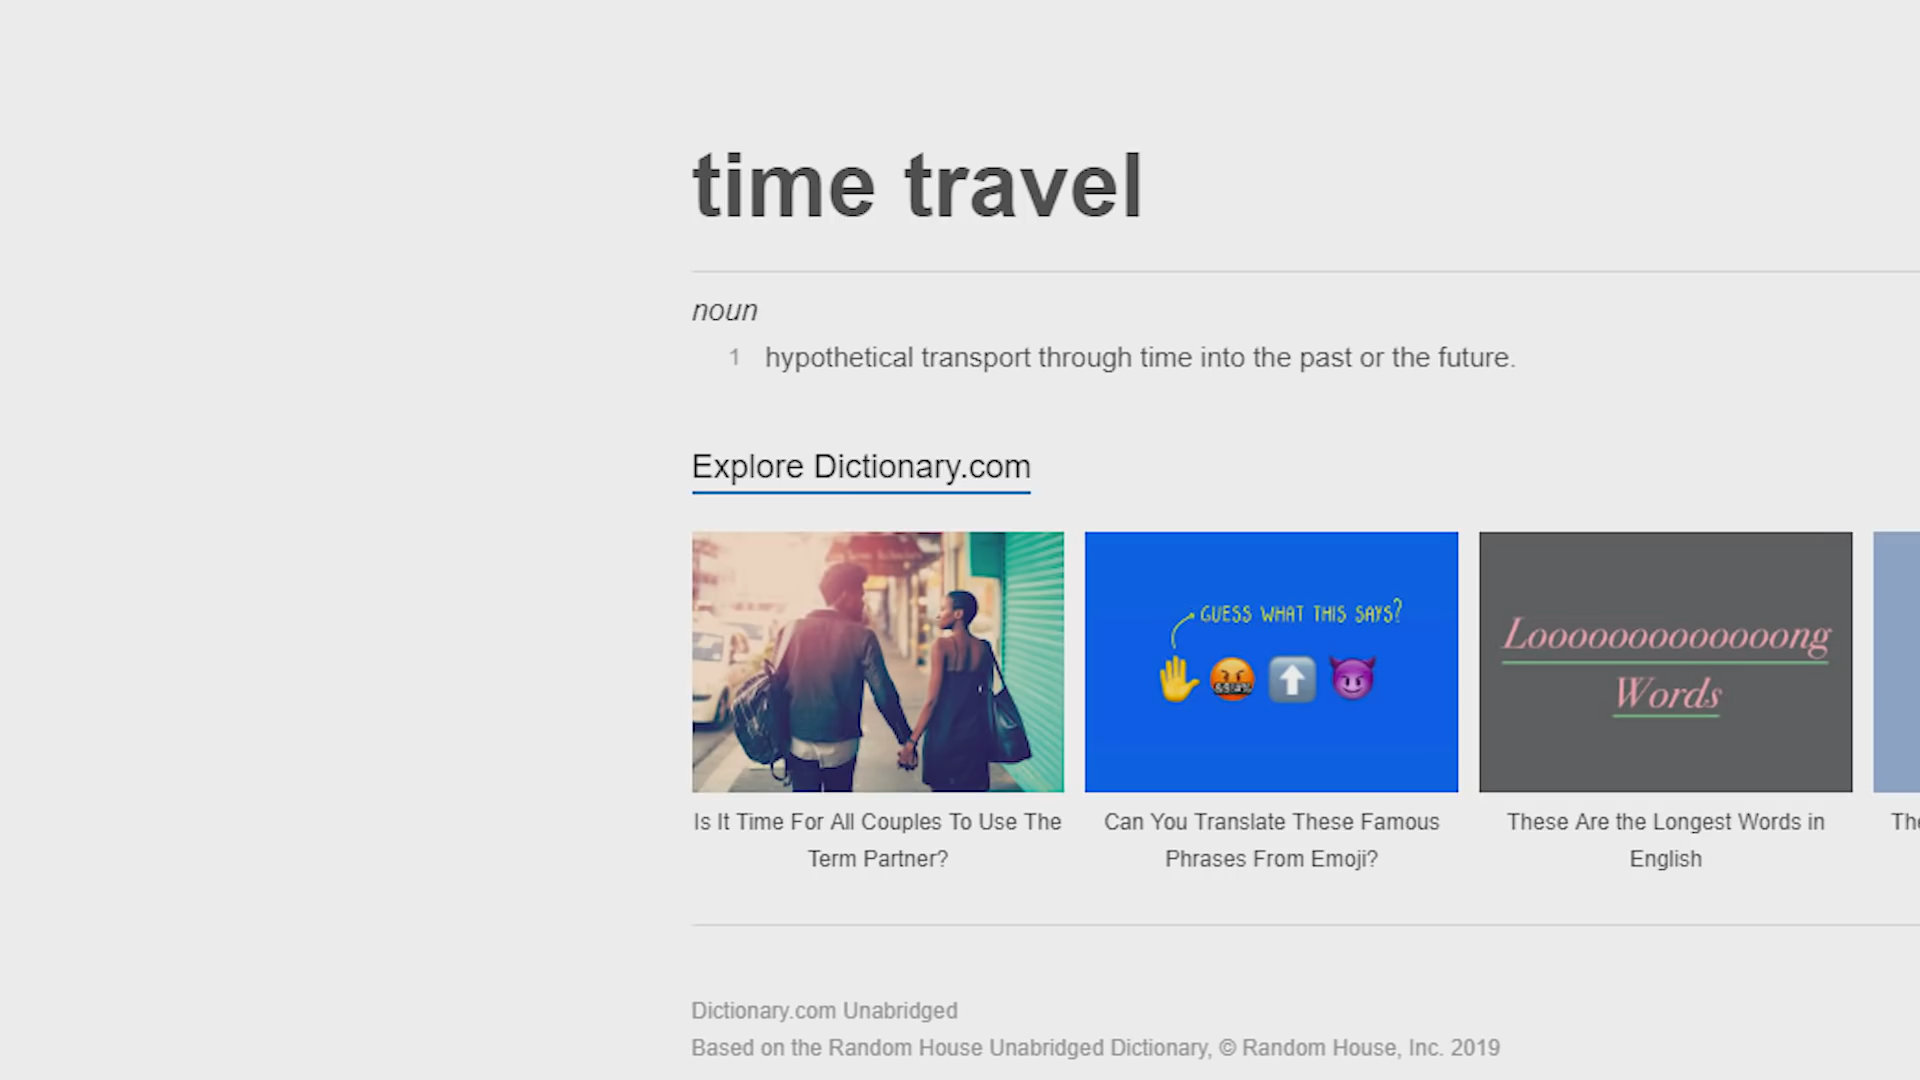 time travel
noun
1 hypothetical transport through time into the past or the future.
Explore Dictionary.com
GUESS WHAT THIS SAYS?
Looooooooooooong
Words
Is It Time For All Couples To Use The
Term Partner?
Can You Translate These Famous
Phrases From Emoji?
These Are the Longest Words in
English
Dictionary.com Unabridged
Based on the Random House Unabridged Dictionary, © Random House, Inc. 2019